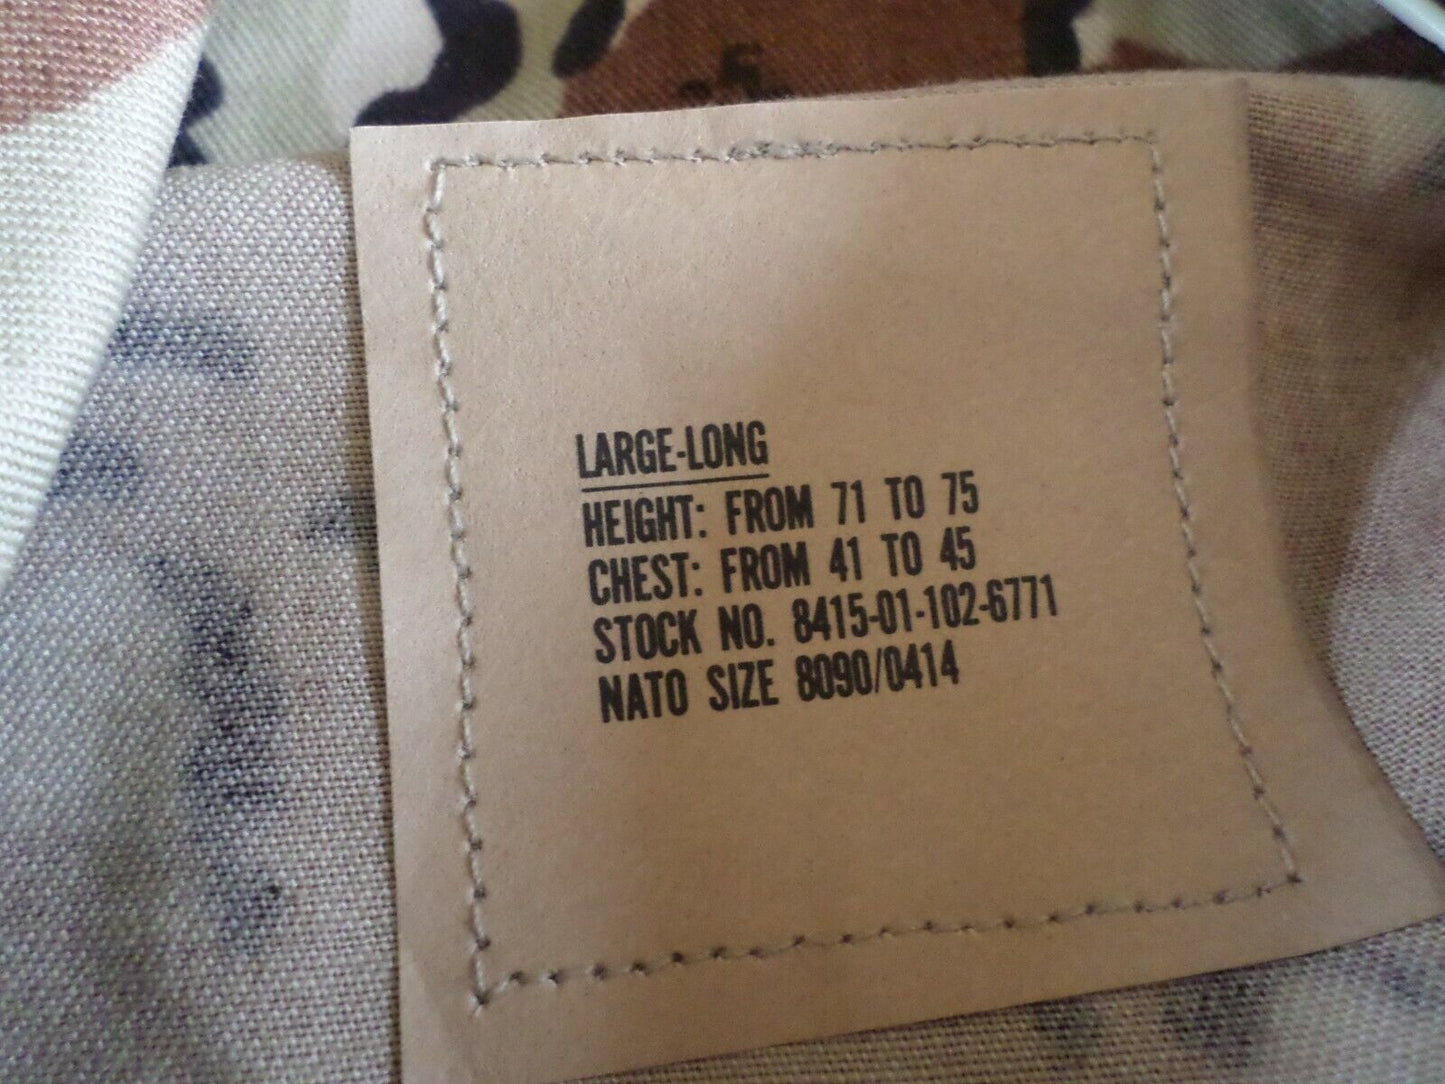 LARGE-LONG
HEIGHT: FROM 71 TO 75
CHEST: FROM 41 TO 45
STOCK NO. 8415-01-102-6771
NATO SIZE 8090/0414